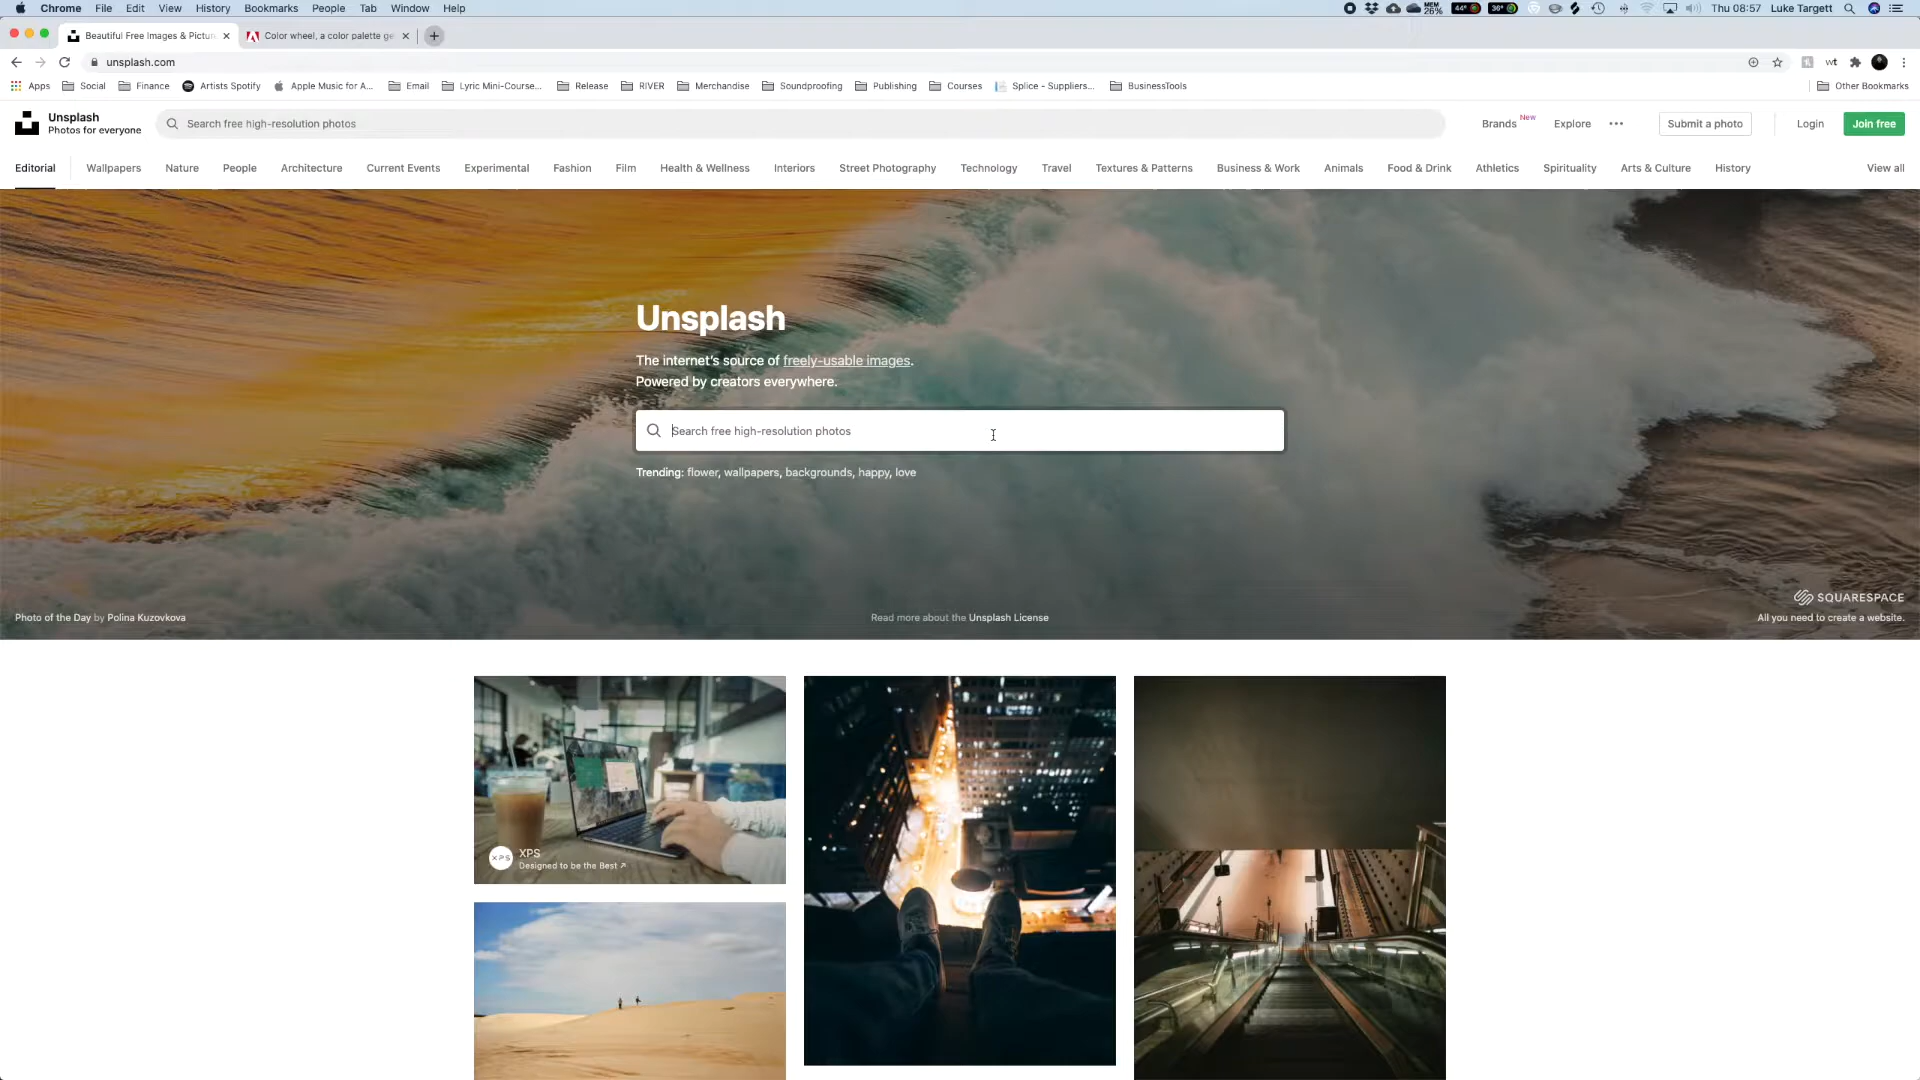 Chrome File Edit View History Bookmarks People Tab Window Help
MEM 26% 44° 36° Thu 08:57 Luke Targett
Beautiful Free Images & Picture
Color wheel, a color palette ge
unsplash.com
wt
Apps Social Finance Artists Spotify Apple Music for A... Email Lyric Mini-Course... Release RIVER Merchandise Soundproofing Publishing Courses Splice - Suppliers... BusinessTools Other Bookmarks
Unsplash
Photos for everyone
Search free high-resolution photos
Brands New Explore ••• Submit a photo Login Join free
Editorial Wallpapers Nature People Architecture Current Events Experimental Fashion Film Health & Wellness Interiors Street Photography Technology Travel Textures & Patterns Business & Work Animals Food & Drink Athletics Spirituality Arts & Culture History View all
Unsplash
The internet's source of freely-usable images.
Powered by creators everywhere.
Search free high-resolution photos
Trending: flower, wallpapers, backgrounds, happy, love
SQUARESPACE
Photo of the Day by Polina Kuzovkova
Read more about the Unsplash License
All you need to create a website.
XPS
XPS
Designed to be the Best ↗